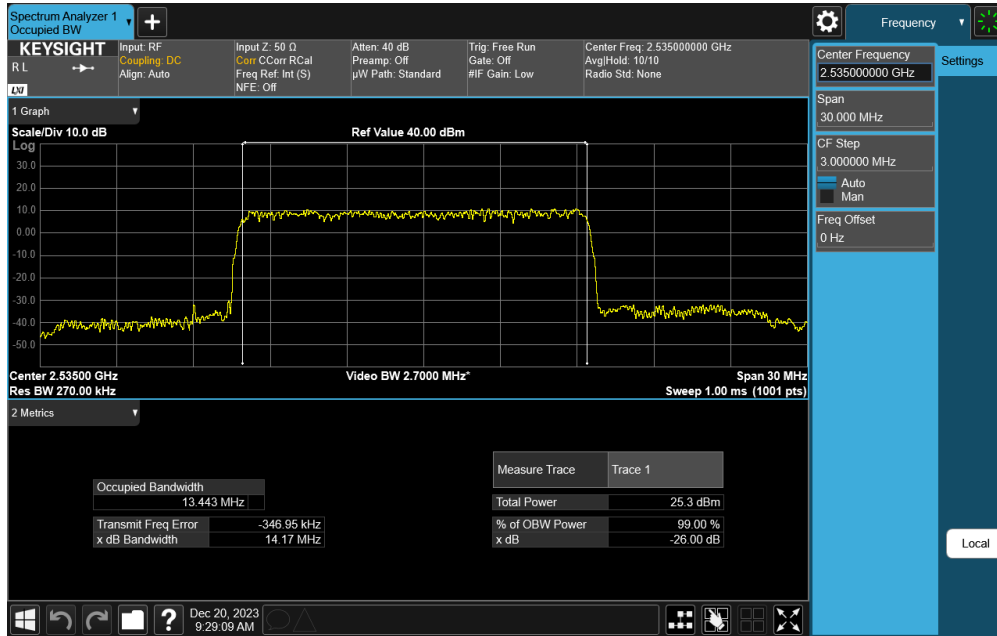 Spectrum Analyzer 1
Occupied BW
Frequency
KEYSIGHT
RL
LXI
Input: RF
Coupling: DC
Align: Auto
Input Z: 50 Ω
Corr CCorr RCal
Freq Ref: Int (S)
NFE: Off
Atten: 40 dB
Preamp: Off
µW Path: Standard
Trig: Free Run
Gate: Off
#IF Gain: Low
Center Freq: 2.535000000 GHz
Avg|Hold: 10/10
Radio Std: None
Center Frequency
2.535000000 GHz
Settings
Span
30.000 MHz
CF Step
3.000000 MHz
Auto
Man
Freq Offset
0 Hz
1 Graph
Scale/Div 10.0 dB
Ref Value 40.00 dBm
Log
30.0
20.0
10.0
0.00
-10.0
-20.0
-30.0
-40.0
-50.0
Center 2.53500 GHz
Video BW 2.7000 MHz*
Span 30 MHz
Res BW 270.00 kHz
Sweep 1.00 ms (1001 pts)
2 Metrics
Measure Trace Trace 1
Occupied Bandwidth
13.443 MHz
Total Power 25.3 dBm
Transmit Freq Error -346.95 kHz
% of OBW Power 99.00 %
x dB Bandwidth 14.17 MHz
x dB -26.00 dB
Local
Dec 20, 2023
9:29:09 AM